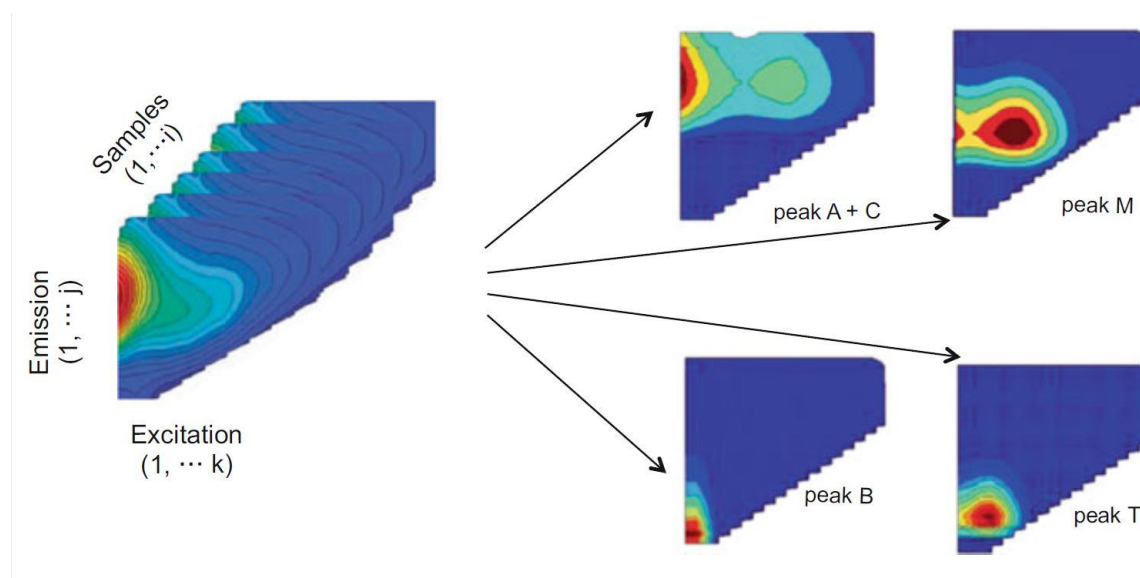 Samples
(1,⋯i)
Emission
(1, ⋯ j)
Excitation
(1, ⋯ k)
peak A + C
peak M
peak B
peak T